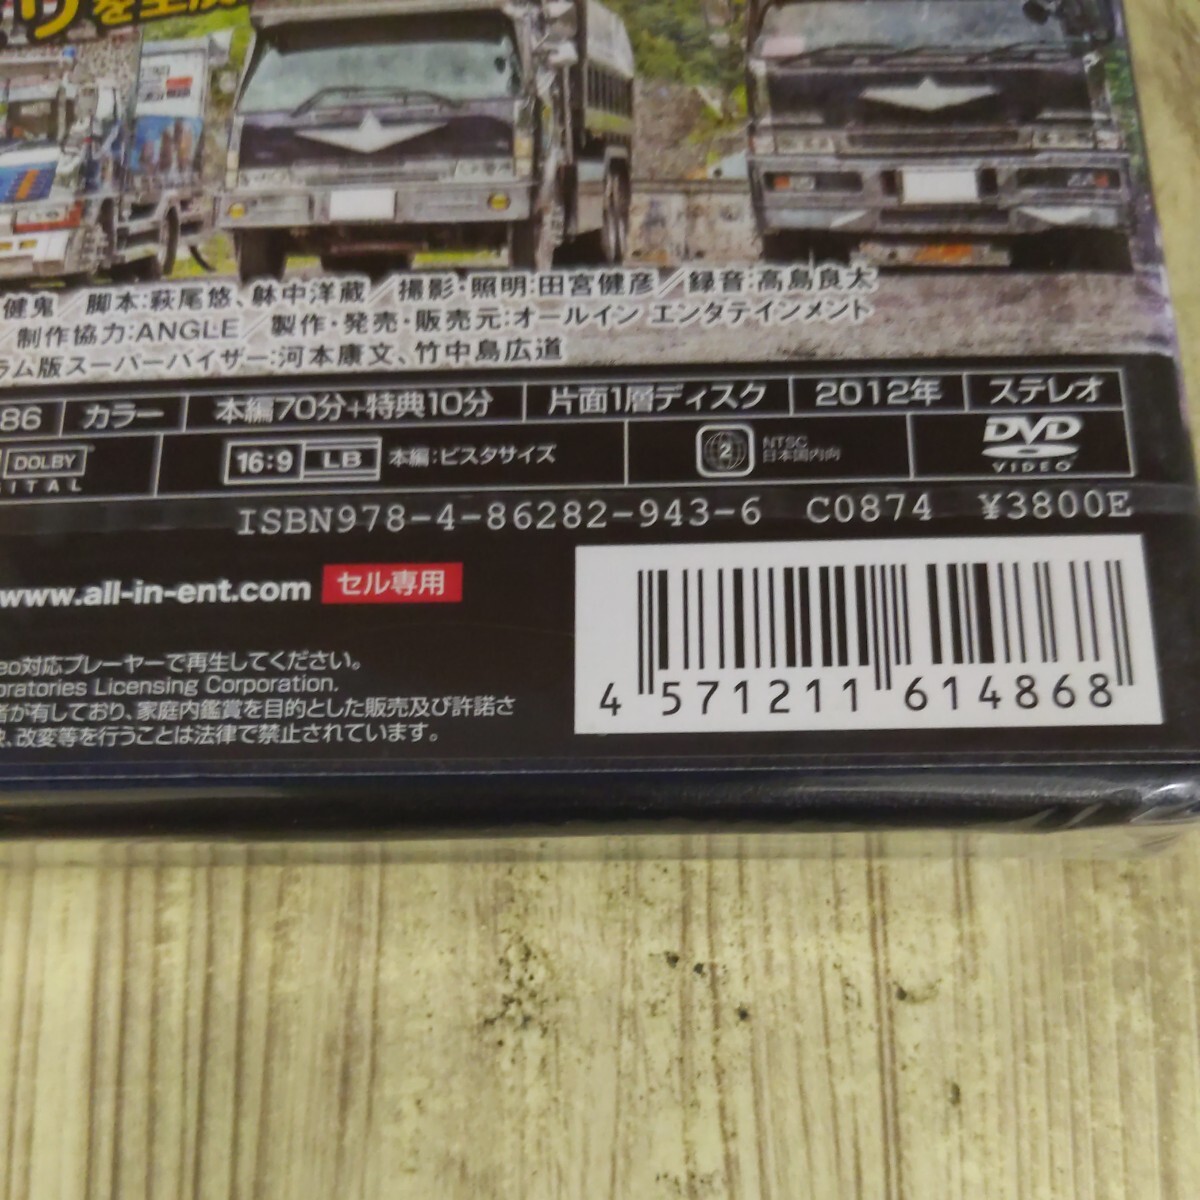 リを
健鬼／脚本:萩尾悠、躰中洋蔵／撮影・照明:田宮健彦／録音:高島良太
／制作協力:ANGLE／製作・発売・販売元:オールイン エンタテインメント
ラム版スーパーバイザー:河本康文、竹中島広道
86 カラー 本編70分+特典10分 片面1層ディスク 2012年 ステレオ
DOLBY
16:9 LB 本編:ビスタサイズ
2 NTSC 日本国内向
DVD VIDEO
ISBN978-4-86282-943-6 C0874 ¥3800E
www.all-in-ent.com セル専用
eo対応プレーヤーで再生してください。
oratories Licensing Corporation.
者が有しており、家庭内鑑賞を目的とした販売及び許諾さ
、改変等を行うことは法律で禁止されています。
4 571211 614868